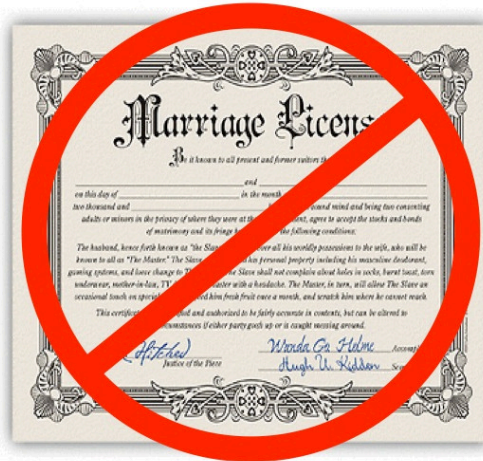 Marriage Licens
Be it known to all present and former suitors
and
on this day of in the month
two thousand and sound mind and being two consenting
adults or minors in the privacy of where they were at the agree to accept the stocks and bonds
of matrimony and its fringe the following conditions:
The husband, hence forth known as "the Slave over all his worldly possessions to the wife, who will be
known to all as "The Master." The Slave his personal property including his masculine deodorant,
gaming systems, and loose change to The Slave shall not complain about holes in socks, burnt toast, torn
underwear, mother-in-law, TV with a headache. The Master, in turn, will allow The Slave an
occasional touch on special feed him fresh fruit once a month, and scratch him where he cannot reach.
This certificate and authorized to be fairly accurate in contents, but can be altered to
circumstances if either party goofs up or is caught messing around.
Hitched Wanda Go Holme
Justice of the Piece Hugh U. Kidden